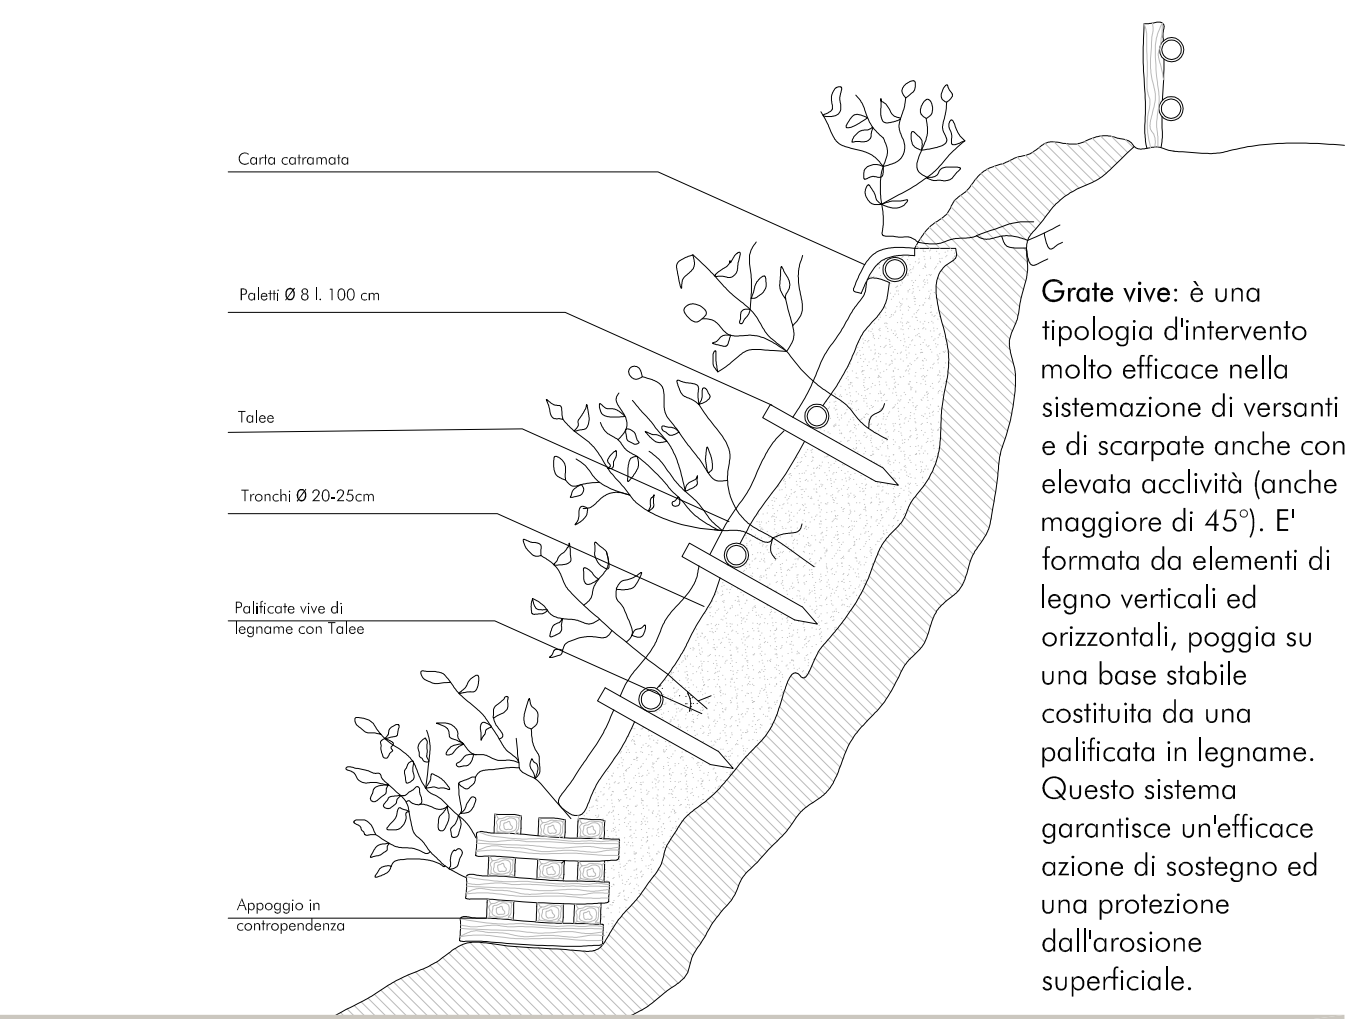 Carta catramata
Paletti Ø 8 l. 100 cm
Talee
Tronchi Ø 20-25cm
Palificate vive di
legname con Talee
Appoggio in
contropendenza
Grate vive: è una
tipologia d'intervento
molto efficace nella
sistemazione di versanti
e di scarpate anche con
elevata acclività (anche
maggiore di 45°). E'
formata da elementi di
legno verticali ed
orizzontali, poggia su
una base stabile
costituita da una
palificata in legname.
Questo sistema
garantisce un'efficace
azione di sostegno ed
una protezione
dall'arosione
superficiale.